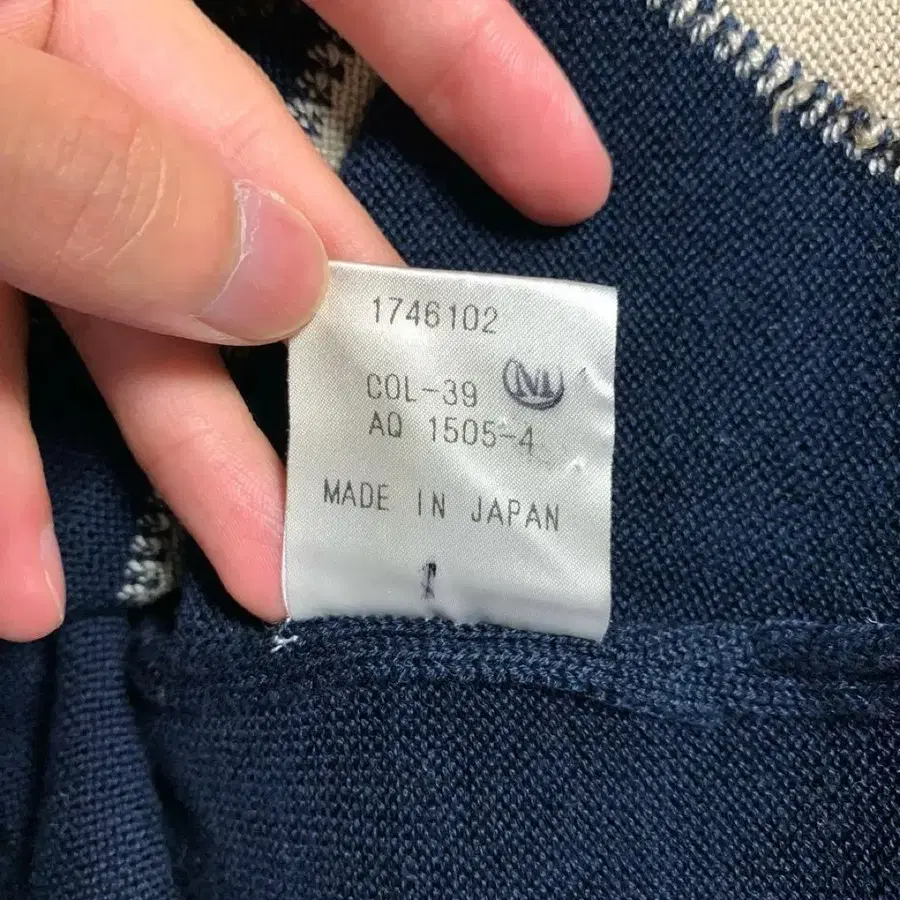 1746102
COL-39
AQ 1505-4
MADE IN JAPAN